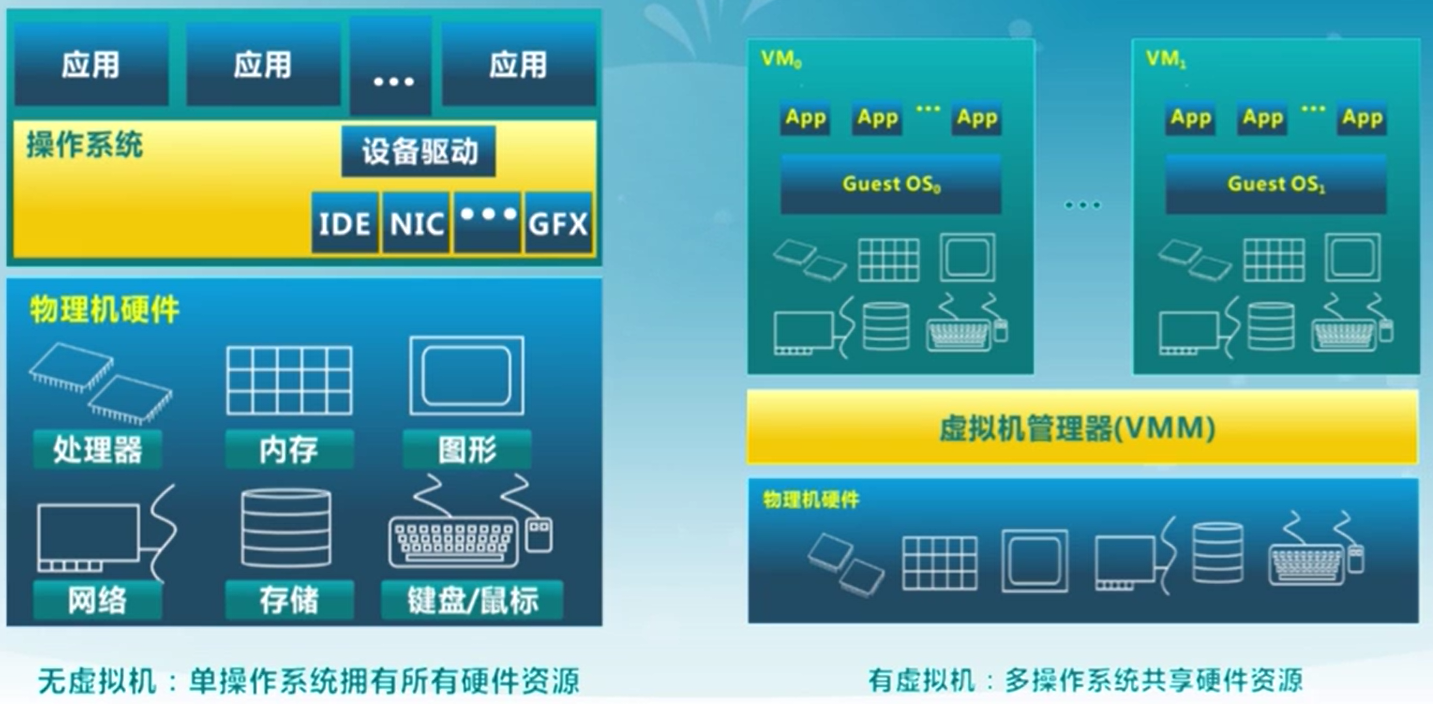 应用
应用
...
应用
操作系统
设备驱动
IDE
NIC
...
GFX
物理机硬件
处理器
内存
图形
网络
存储
键盘/鼠标
无虚拟机：单操作系统拥有所有硬件资源
VM₀
App
App
...
App
Guest OS₀
...
VM₁
App
App
...
App
Guest OS₁
虚拟机管理器(VMM)
物理机硬件
有虚拟机：多操作系统共享硬件资源